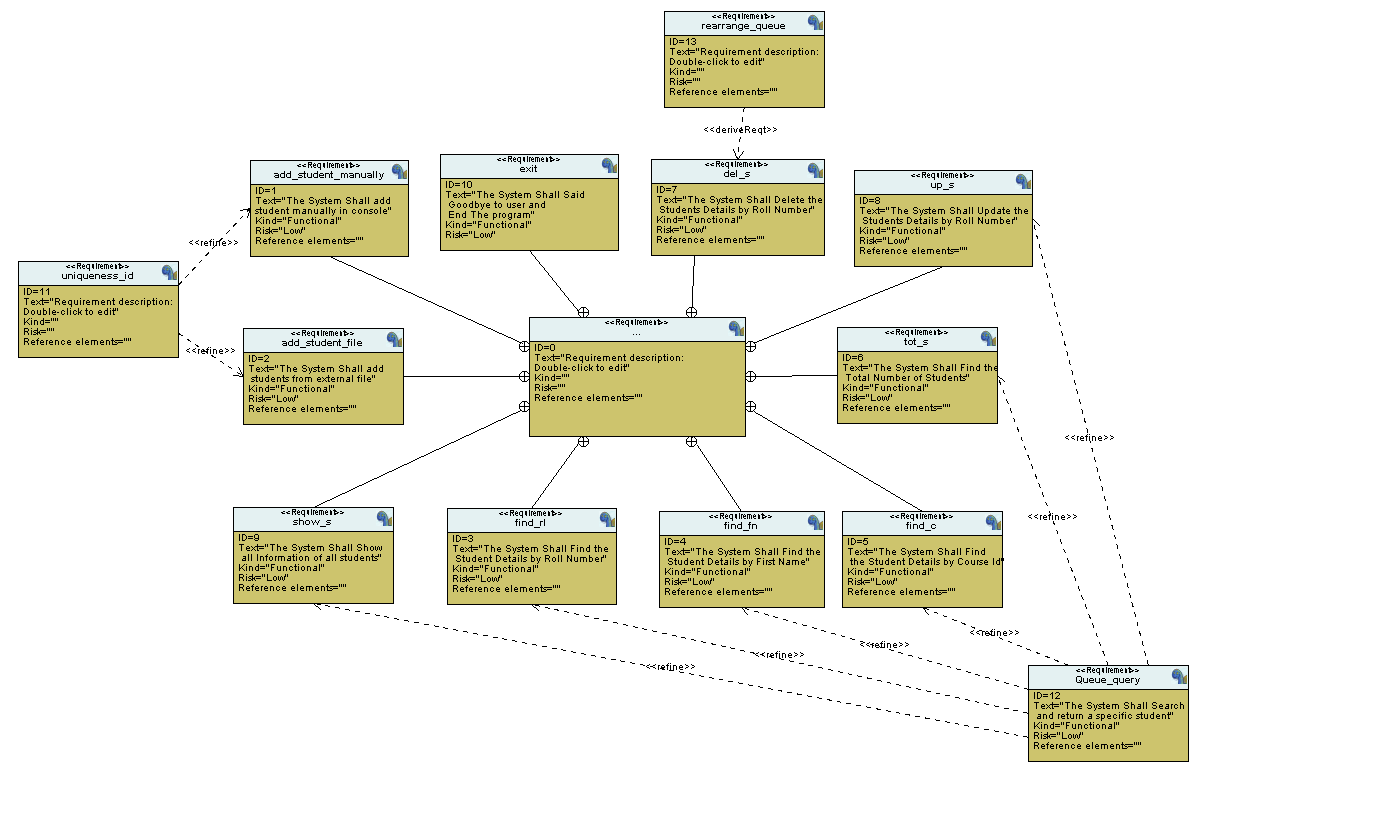 <<Requirement>>
rearrange_queue
ID=13
Text="Requirement description:
Double-click to edit"
Kind=""
Risk=""
Reference elements=""
<<deriveReqt>>
<<Requirement>>
add_student_manually
ID=1
Text="The System Shall add
student manually in console"
Kind="Functional"
Risk="Low"
Reference elements=""
<<Requirement>>
exit
ID=10
Text="The System Shall Said
Goodbye to user and
End The program"
Kind="Functional"
Risk="Low"
<<Requirement>>
del_s
ID=7
Text="The System Shall Delete the
Students Details by Roll Number"
Kind="Functional"
Risk="Low"
Reference elements=""
<<Requirement>>
up_s
ID=8
Text="The System Shall Update the
Students Details by Roll Number"
Kind="Functional"
Risk="Low"
Reference elements=""
<<refine>>
<<Requirement>>
uniqueness_id
ID=11
Text="Requirement description:
Double-click to edit"
Kind=""
Risk=""
Reference elements=""
<<refine>>
<<Requirement>>
add_student_file
ID=2
Text="The System Shall add
students from external file"
Kind="Functional"
Risk="Low"
Reference elements=""
<<Requirement>>
...
ID=0
Text="Requirement description:
Double-click to edit"
Kind=""
Risk=""
Reference elements=""
<<Requirement>>
tot_s
ID=6
Text="The System Shall Find the
Total Number of Students"
Kind="Functional"
Risk="Low"
Reference elements=""
<<refine>>
<<refine>>
<<Requirement>>
show_s
ID=9
Text="The System Shall Show
all Information of all students"
Kind="Functional"
Risk="Low"
Reference elements=""
<<Requirement>>
find_rl
ID=3
Text="The System Shall Find the
Student Details by Roll Number"
Kind="Functional"
Risk="Low"
Reference elements=""
<<Requirement>>
find_fn
ID=4
Text="The System Shall Find the
Student Details by First Name"
Kind="Functional"
Risk="Low"
Reference elements=""
<<Requirement>>
find_c
ID=5
Text="The System Shall Find
the Student Details by Course Id"
Kind="Functional"
Risk="Low"
Reference elements=""
<<refine>>
<<refine>>
<<refine>>
<<refine>>
<<Requirement>>
Queue_query
ID=12
Text="The System Shall Search
and return a specific student"
Kind="Functional"
Risk="Low"
Reference elements=""